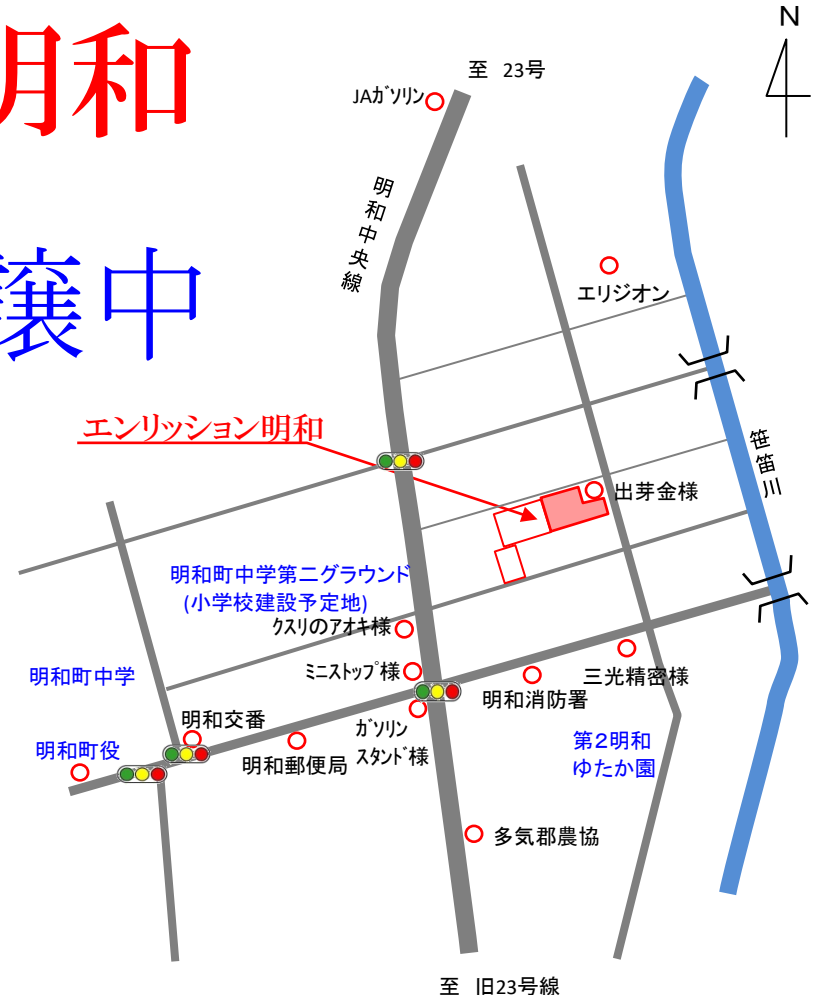 明和
譲中
N
至 23号
JAガソリン
明和中央線
エリジオン
エンリッション明和
笹笛川
出芽金様
明和町中学第二グラウンド
(小学校建設予定地)
クスリのアオキ様
ミニストップ様
三光精密様
明和町中学
明和消防署
明和交番
ガソリン
スタンド様
明和町役
明和郵便局
第2明和
ゆたか園
多気郡農協
至 旧23号線